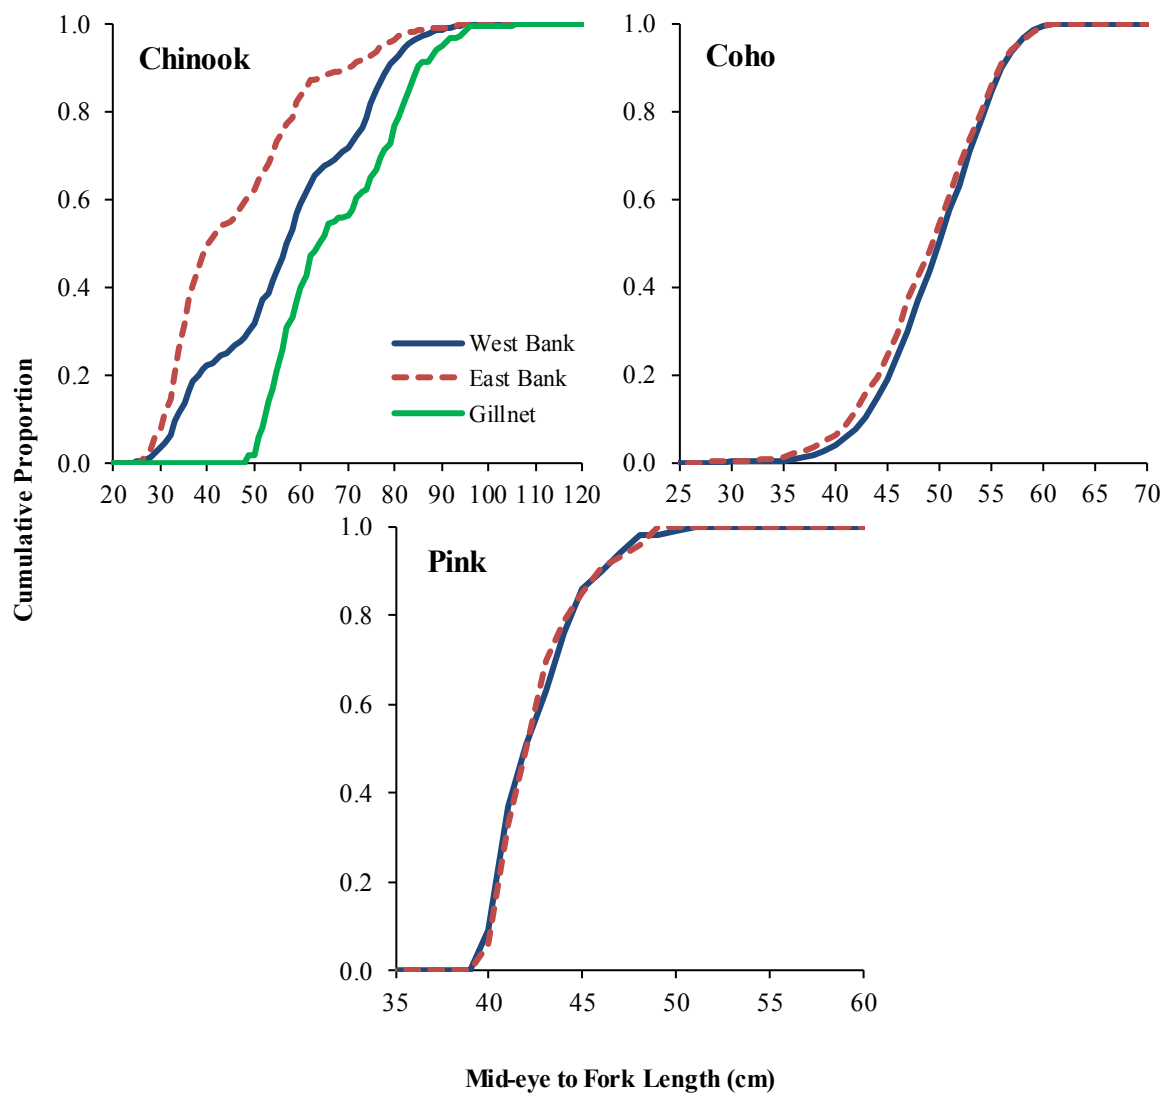 Chinook
1.0
0.8
0.6
0.4
0.2
0.0
20 30 40 50 60 70 80 90 100 110 120
West Bank
East Bank
Gillnet
Coho
1.0
0.8
0.6
0.4
0.2
0.0
25 30 35 40 45 50 55 60 65 70
Cumulative Proportion
Pink
1.0
0.8
0.6
0.4
0.2
0.0
35 40 45 50 55 60
Mid-eye to Fork Length (cm)